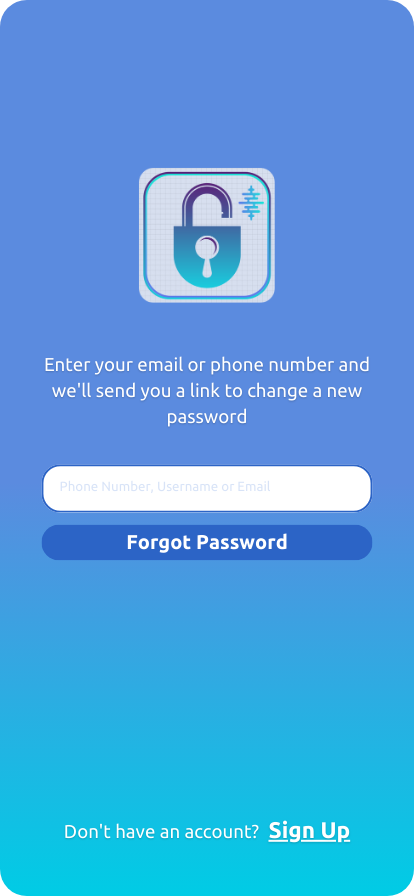 Enter your email or phone number and
we'll send you a link to change a new
password
Phone Number, Username or Email
Forgot Password
Don't have an account? Sign Up